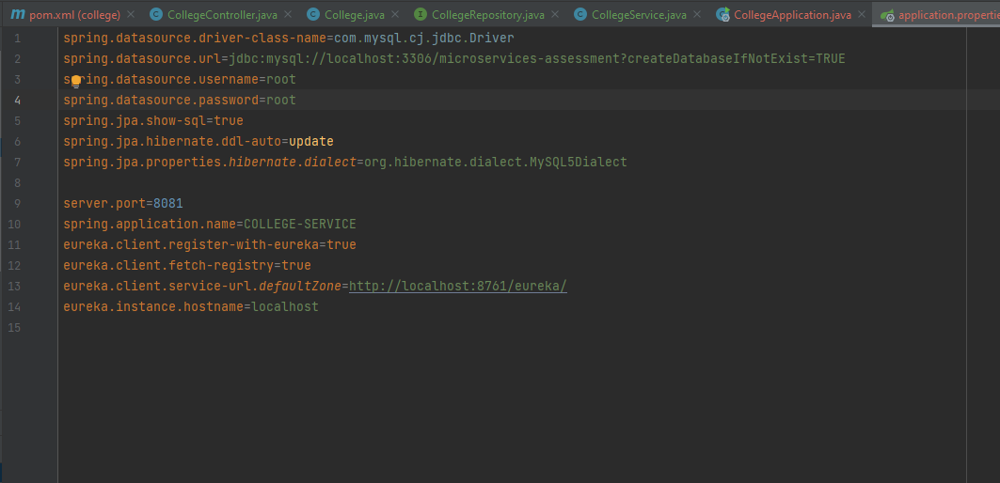 pom.xml (college) CollegeController.java College.java CollegeRepository.java CollegeService.java CollegeApplication.java application.propertie
1 spring.datasource.driver-class-name=com.mysql.cj.jdbc.Driver
2 spring.datasource.url=jdbc:mysql://localhost:3306/microservices-assessment?createDatabaseIfNotExist=TRUE
3 spring.datasource.username=root
4 spring.datasource.password=root
5 spring.jpa.show-sql=true
6 spring.jpa.hibernate.ddl-auto=update
7 spring.jpa.properties.hibernate.dialect=org.hibernate.dialect.MySQL5Dialect
8
9 server.port=8081
10 spring.application.name=COLLEGE-SERVICE
11 eureka.client.register-with-eureka=true
12 eureka.client.fetch-registry=true
13 eureka.client.service-url.defaultZone=http://localhost:8761/eureka/
14 eureka.instance.hostname=localhost
15